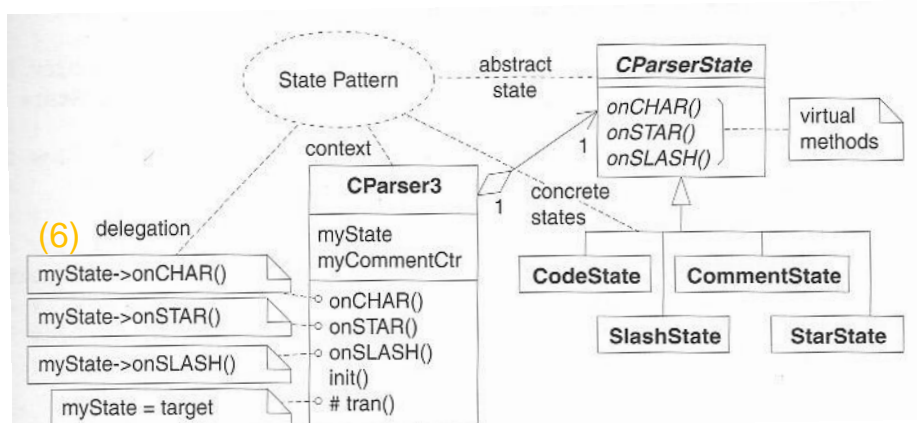 State Pattern
abstract
state
CParserState
onCHAR()
onSTAR()
onSLASH()
virtual
methods
context
1
1
concrete
states
CParser3
myState
myCommentCtr
onCHAR()
onSTAR()
onSLASH()
init()
# tran()
(6)
delegation
myState->onCHAR()
myState->onSTAR()
myState->onSLASH()
myState = target
CodeState
CommentState
SlashState
StarState